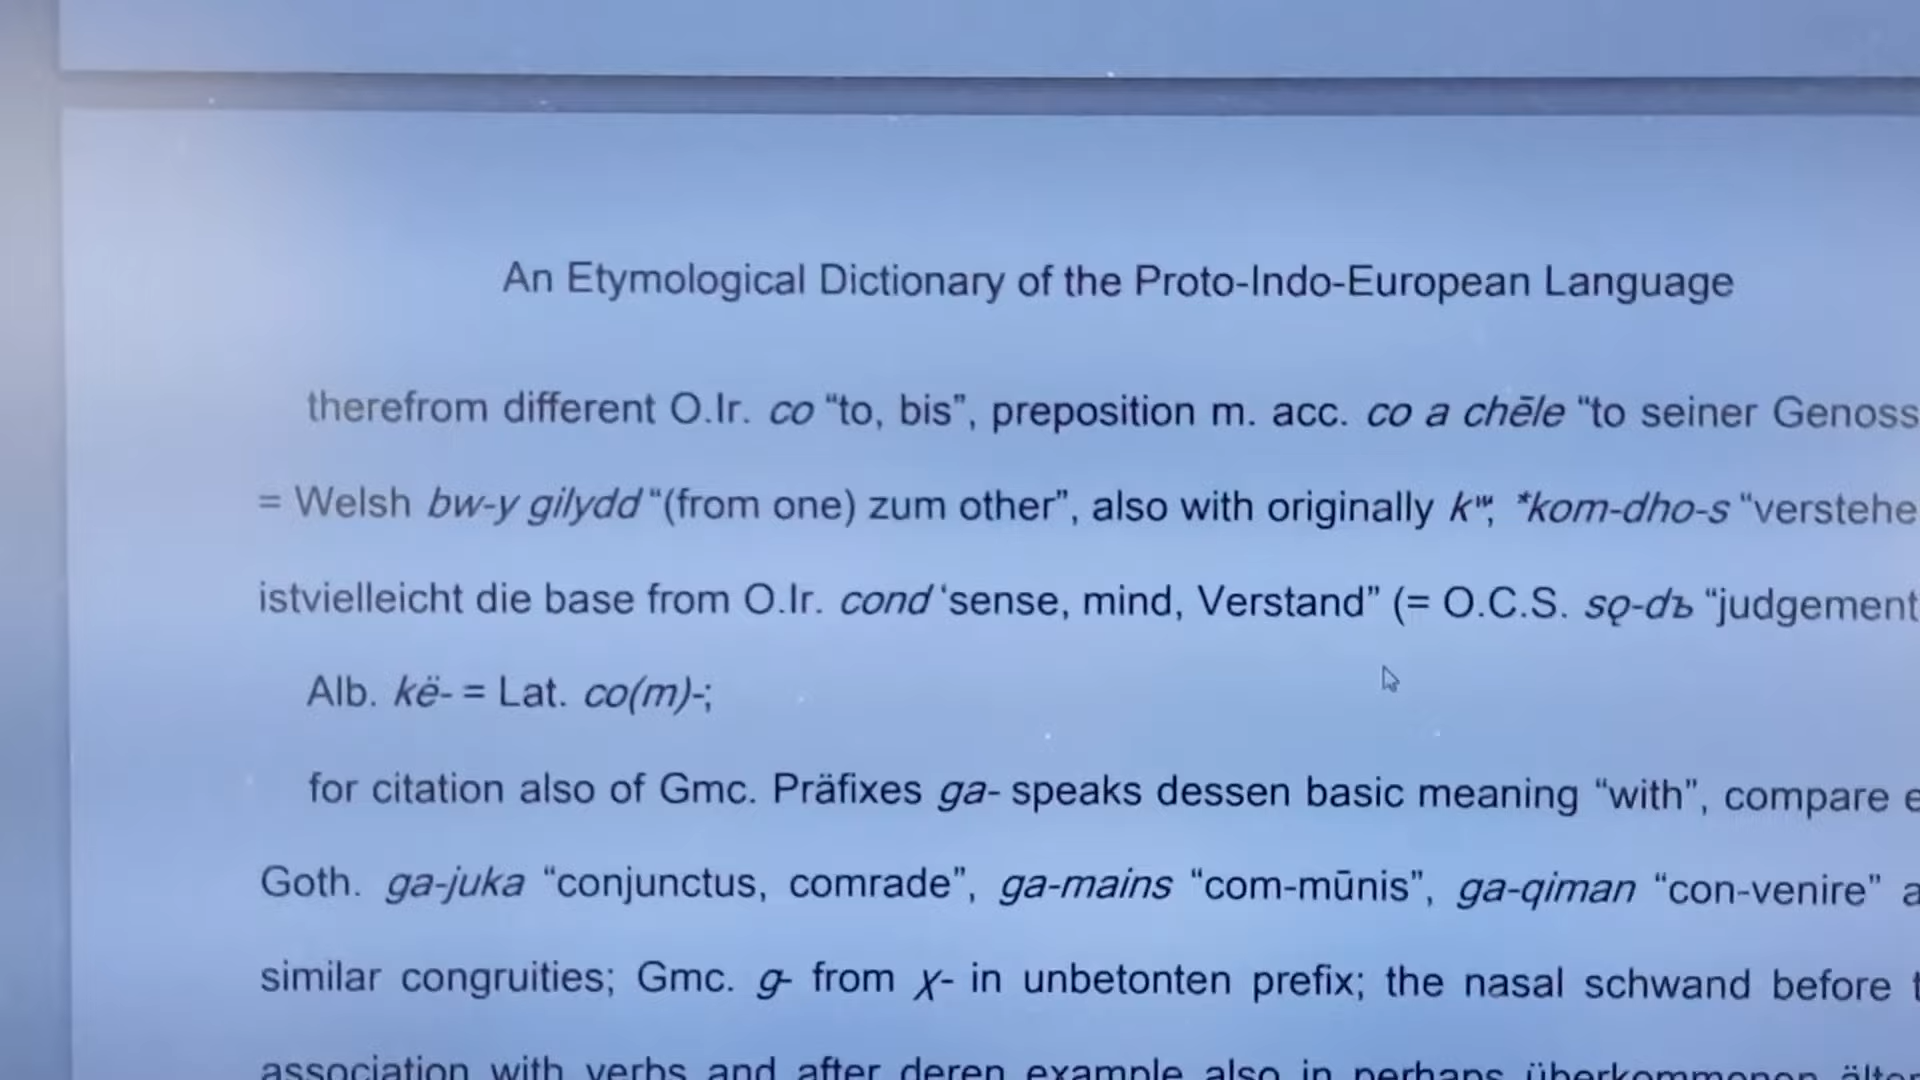 An Etymological Dictionary of the Proto-Indo-European Language
therefrom different O.Ir. co “to, bis”, preposition m. acc. co a chēle “to seiner Genoss
= Welsh bw-y gilydd “(from one) zum other”, also with originally kʷ; *kom-dho-s “verstehe
istvielleicht die base from O.Ir. cond ‘sense, mind, Verstand” (= O.C.S. sǫ-dъ “judgement
Alb. kë- = Lat. co(m)-;
for citation also of Gmc. Präfixes ga- speaks dessen basic meaning “with”, compare
Goth. ga-juka “conjunctus, comrade”, ga-mains “com-mūnis”, ga-qiman “con-venire”
similar congruities; Gmc. g- from χ- in unbetonten prefix; the nasal schwand before
association with verbs and after deren example also in perhaps überkommenen